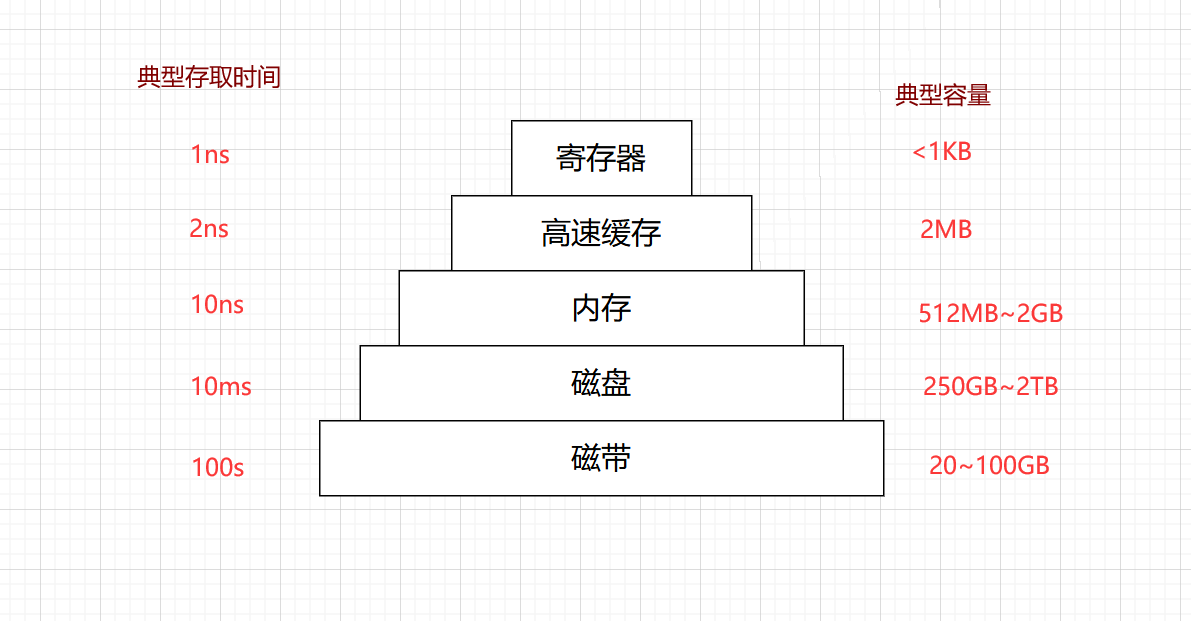 典型存取时间
典型容量
1ns
寄存器
<1KB
2ns
高速缓存
2MB
10ns
内存
512MB~2GB
10ms
磁盘
250GB~2TB
100s
磁带
20~100GB